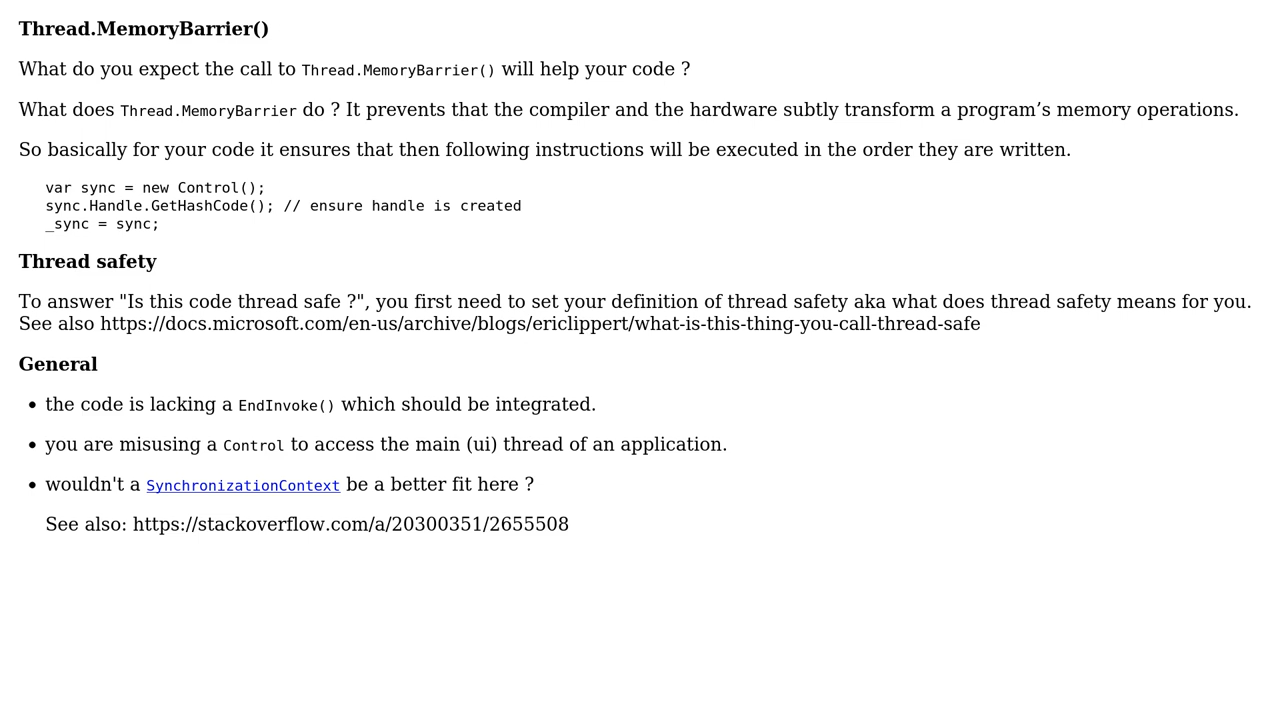 Thread.MemoryBarrier()
What do you expect the call to Thread.MemoryBarrier() will help your code ?
What does Thread.MemoryBarrier do ? It prevents that the compiler and the hardware subtly transform a program’s memory operations.
So basically for your code it ensures that then following instructions will be executed in the order they are written.
var sync = new Control();
sync.Handle.GetHashCode(); // ensure handle is created
_sync = sync;
Thread safety
To answer "Is this code thread safe ?", you first need to set your definition of thread safety aka what does thread safety means for you.
See also https://docs.microsoft.com/en-us/archive/blogs/ericlippert/what-is-this-thing-you-call-thread-safe
General
• the code is lacking a EndInvoke() which should be integrated.
• you are misusing a Control to access the main (ui) thread of an application.
• wouldn't a SynchronizationContext be a better fit here ?
See also: https://stackoverflow.com/a/20300351/2655508